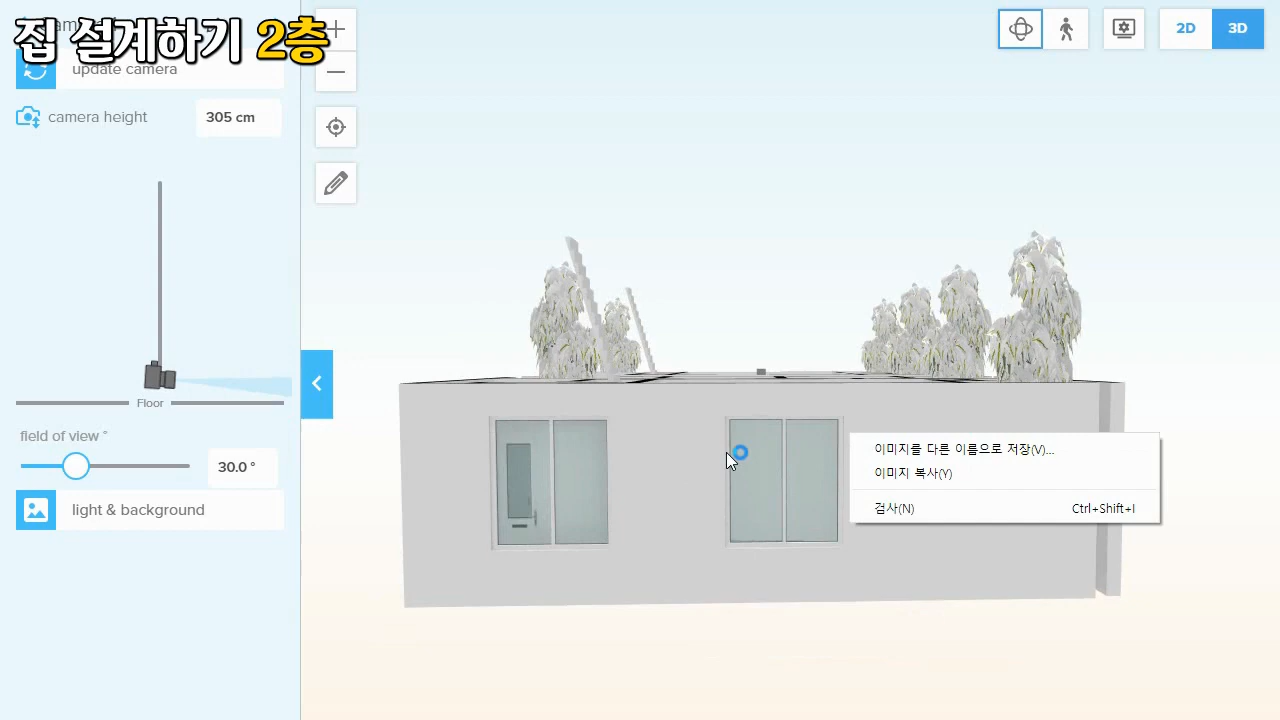 집 설계하기 2층
update camera
camera height
305 cm
Floor
field of view °
30.0 °
light & background
2D
3D
이미지를 다른 이름으로 저장(V)...
이미지 복사(Y)
검사(N)
Ctrl+Shift+I